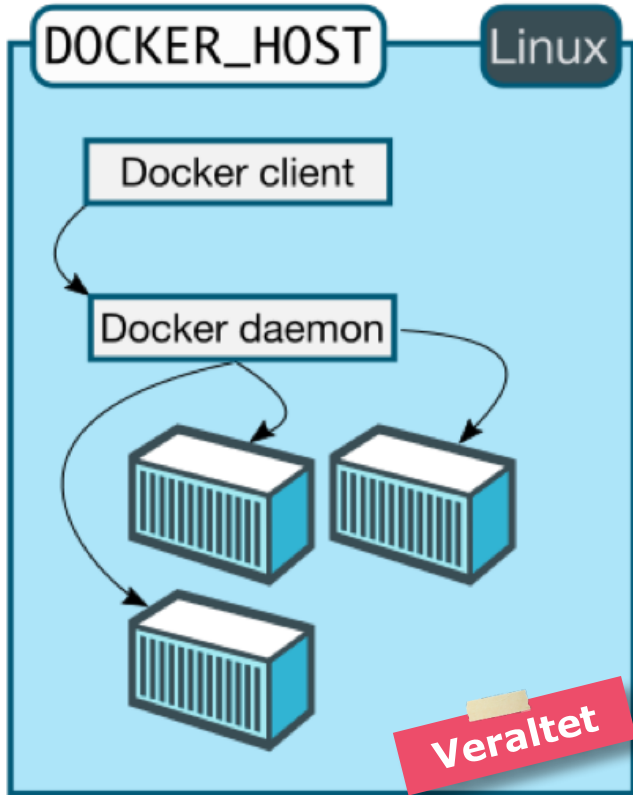 DOCKER_HOST
Linux
Docker client
Docker daemon
Veraltet